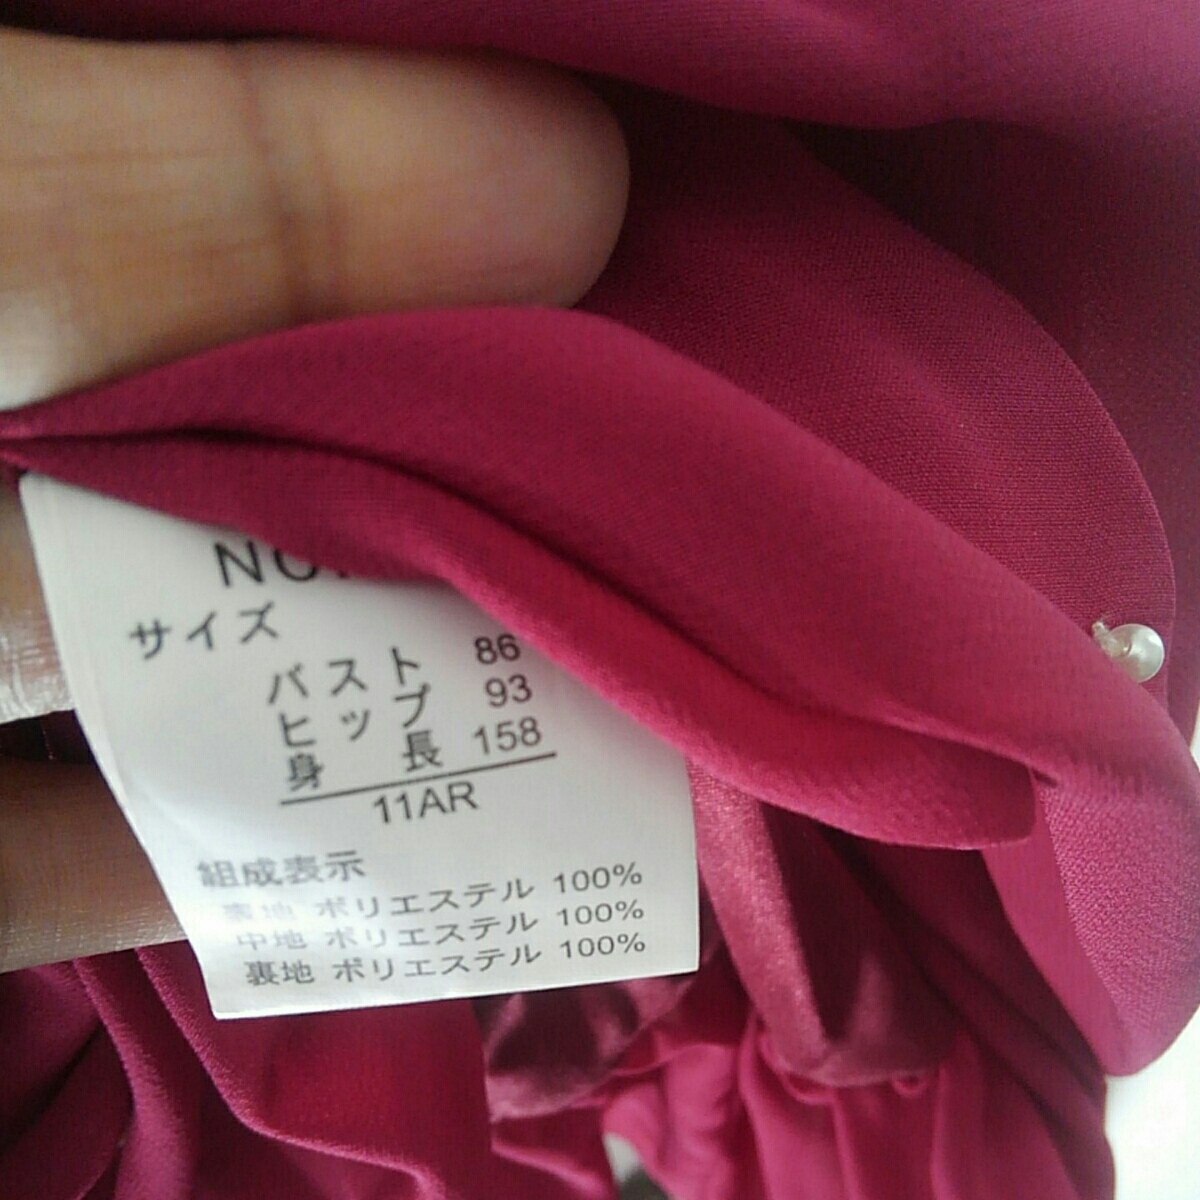 サイズ
バスト 86
ヒップ 93
身長 158
11AR
組成表示
表地 ポリエステル 100%
中地 ポリエステル 100%
裏地 ポリエステル 100%